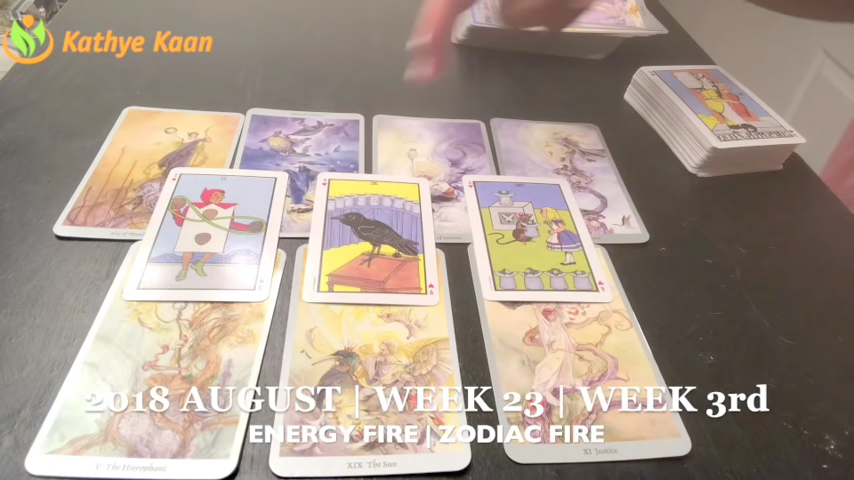 Kathye Kaan
2018 AUGUST | WEEK 23 | WEEK 3rd
ENERGY FIRE | ZODIAC FIRE
V The Hierophant
XIX The Sun
XI Justice